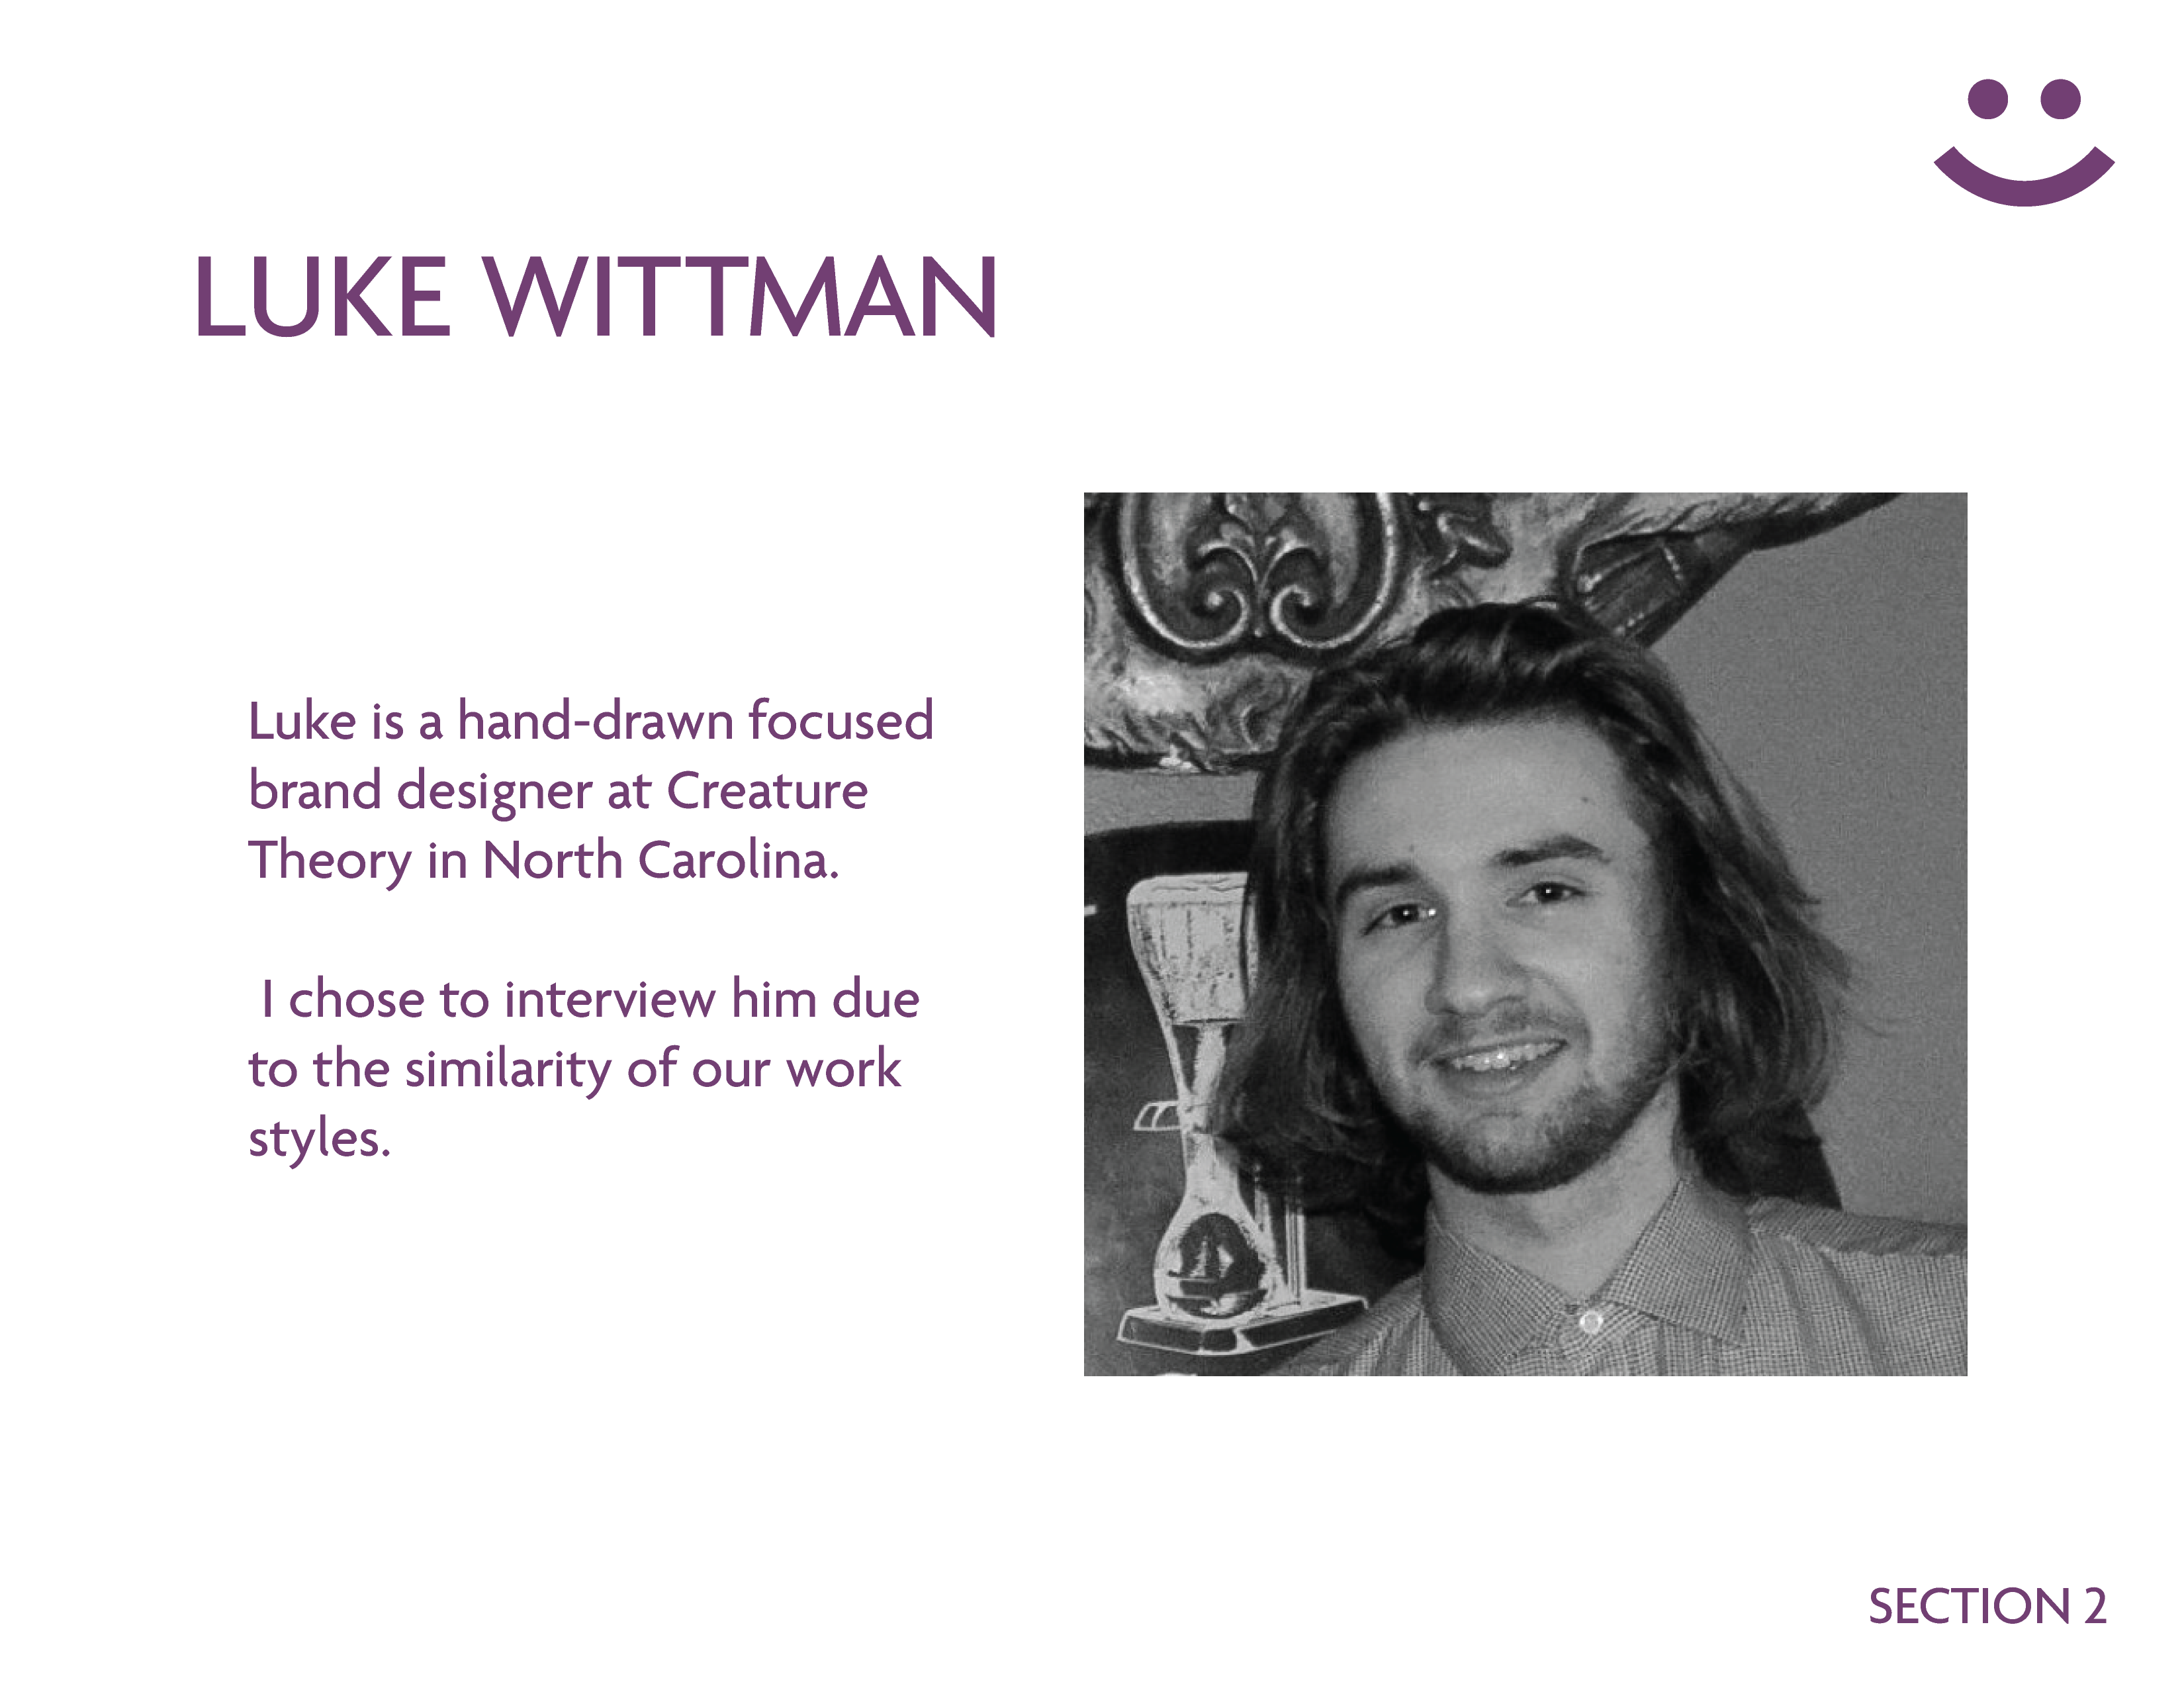 LUKE WITTMAN
Luke is a hand-drawn focused
brand designer at Creature
Theory in North Carolina.
I chose to interview him due
to the similarity of our work
styles.
SECTION 2